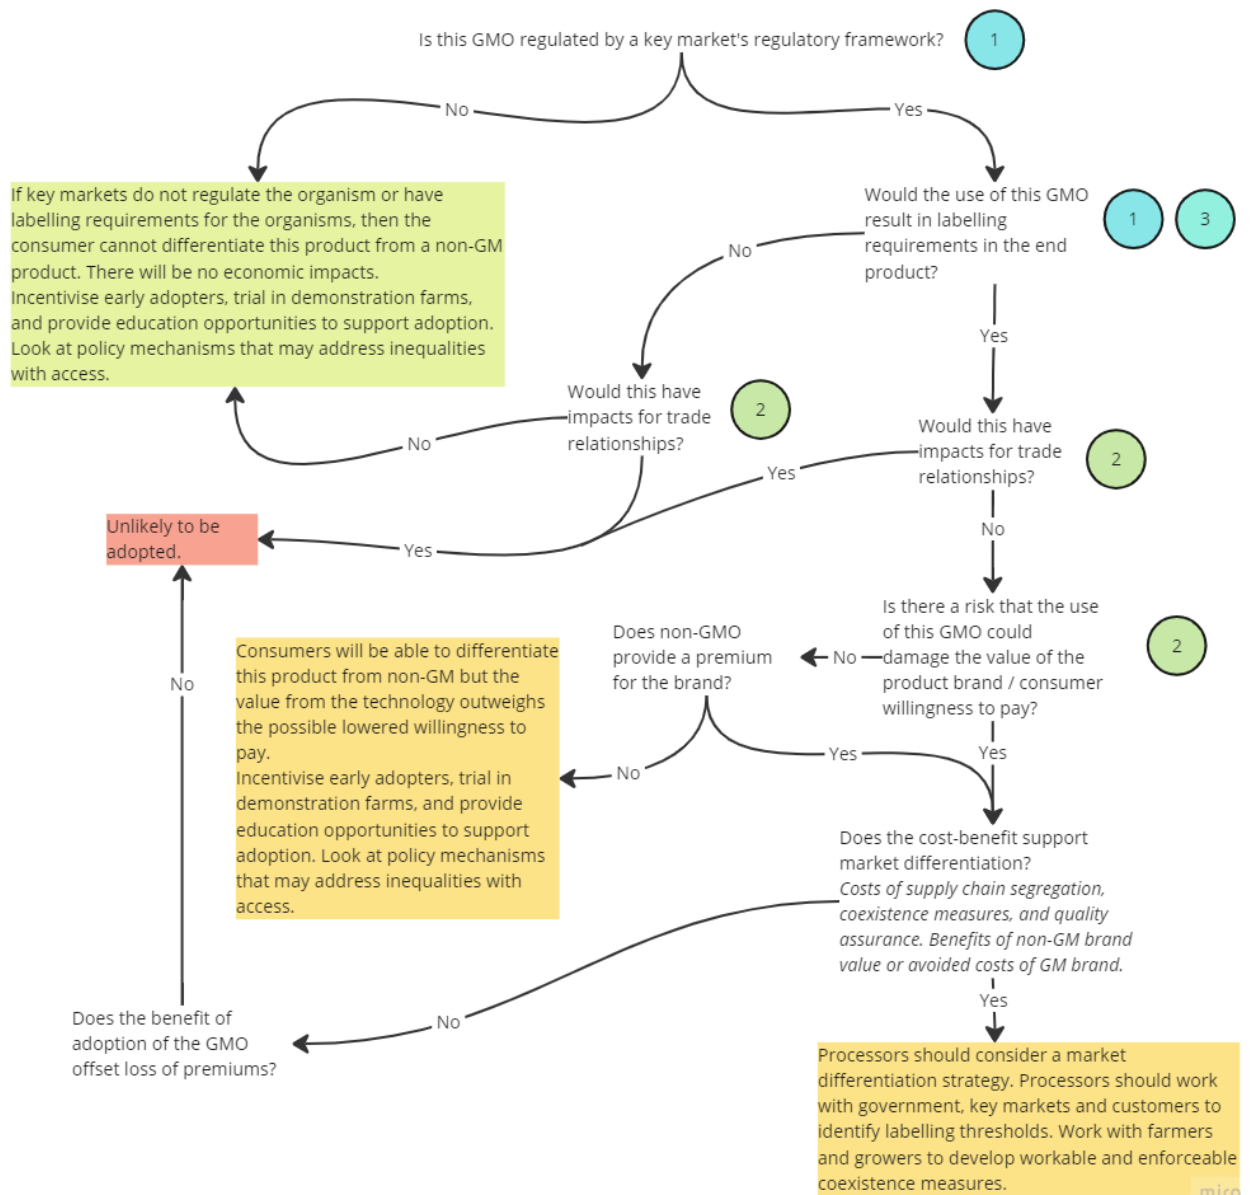 Is this GMO regulated by a key market's regulatory framework?
1
No
Yes
If key markets do not regulate the organism or have
labelling requirements for the organisms, then the
consumer cannot differentiate this product from a non-GM
product. There will be no economic impacts.
Incentivise early adopters, trial in demonstration farms,
and provide education opportunities to support adoption.
Look at policy mechanisms that may address inequalities
with access.
Would the use of this GMO
result in labelling
requirements in the end
product?
1
3
No
Yes
Would this have
impacts for trade
relationships?
2
No
Would this have
impacts for trade
relationships?
2
Yes
No
Unlikely to be
adopted.
Yes
Is there a risk that the use
of this GMO could
damage the value of the
product brand / consumer
willingness to pay?
2
No
Does non-GMO
provide a premium
for the brand?
Consumers will be able to differentiate
this product from non-GM but the
value from the technology outweighs
the possible lowered willingness to
pay.
Incentivise early adopters, trial in
demonstration farms, and provide
education opportunities to support
adoption. Look at policy mechanisms
that may address inequalities with
access.
No
No
Yes
Yes
Does the cost-benefit support
market differentiation?
Costs of supply chain segregation,
coexistence measures, and quality
assurance. Benefits of non-GM brand
value or avoided costs of GM brand.
No
Yes
Does the benefit of
adoption of the GMO
offset loss of premiums?
Processors should consider a market
differentiation strategy. Processors should work
with government, key markets and customers to
identify labelling thresholds. Work with farmers
and growers to develop workable and enforceable
coexistence measures.
miro